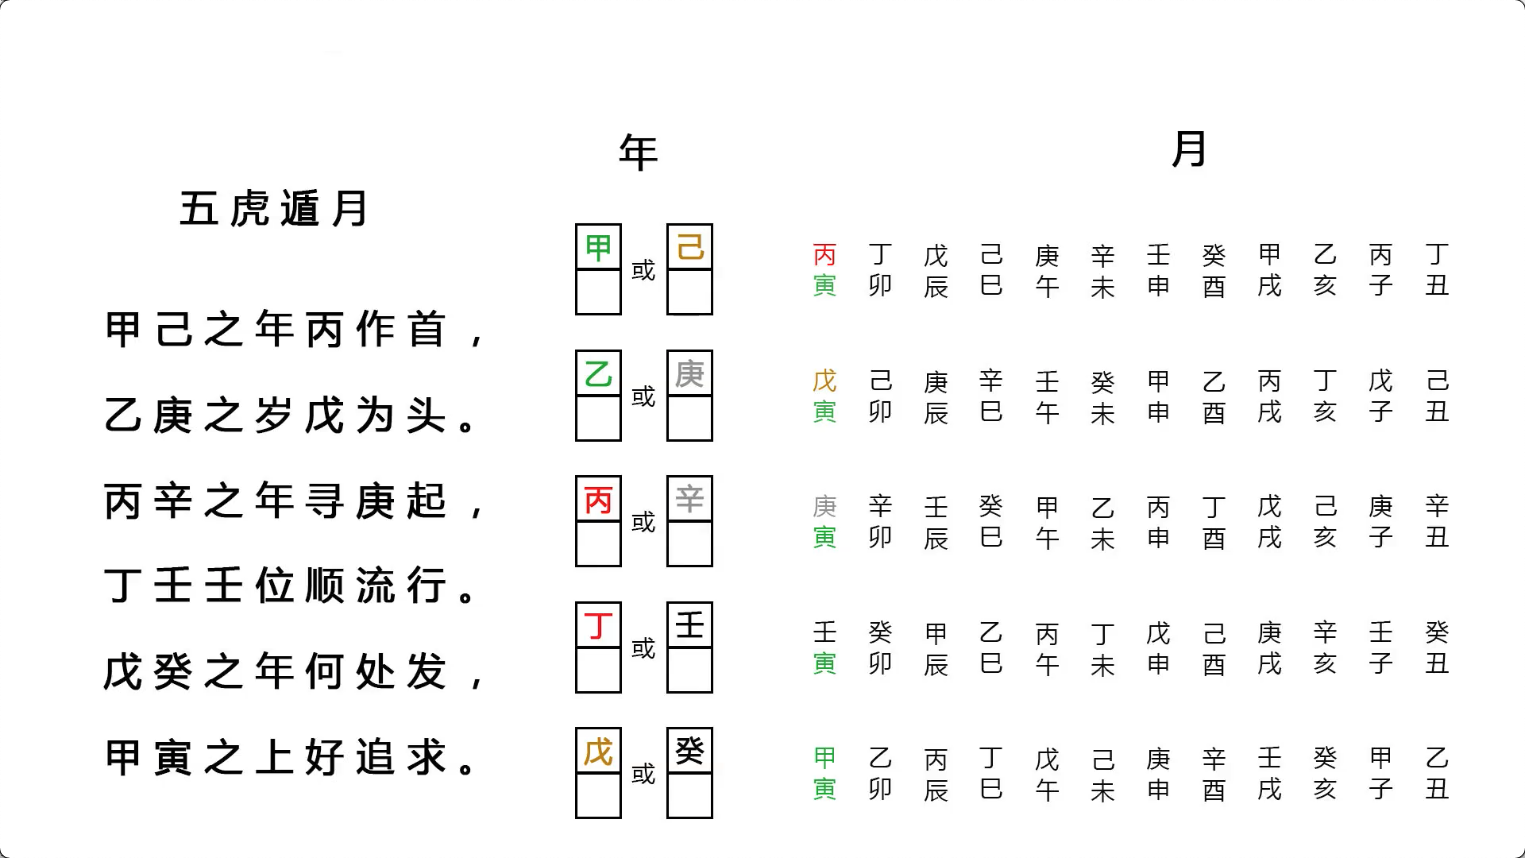 五虎遁月
甲己之年丙作首，
乙庚之岁戊为头。
丙辛之年寻庚起，
丁壬壬位顺流行。
戊癸之年何处发，
甲寅之上好追求。
年
甲 或 己
乙 或 庚
丙 或 辛
丁 或 壬
戊 或 癸
月
丙 丁 戊 己 庚 辛 壬 癸 甲 乙 丙 丁
寅 卯 辰 巳 午 未 申 酉 戌 亥 子 丑
戊 己 庚 辛 壬 癸 甲 乙 丙 丁 戊 己
寅 卯 辰 巳 午 未 申 酉 戌 亥 子 丑
庚 辛 壬 癸 甲 乙 丙 丁 戊 己 庚 辛
寅 卯 辰 巳 午 未 申 酉 戌 亥 子 丑
壬 癸 甲 乙 丙 丁 戊 己 庚 辛 壬 癸
寅 卯 辰 巳 午 未 申 酉 戌 亥 子 丑
甲 乙 丙 丁 戊 己 庚 辛 壬 癸 甲 乙
寅 卯 辰 巳 午 未 申 酉 戌 亥 子 丑